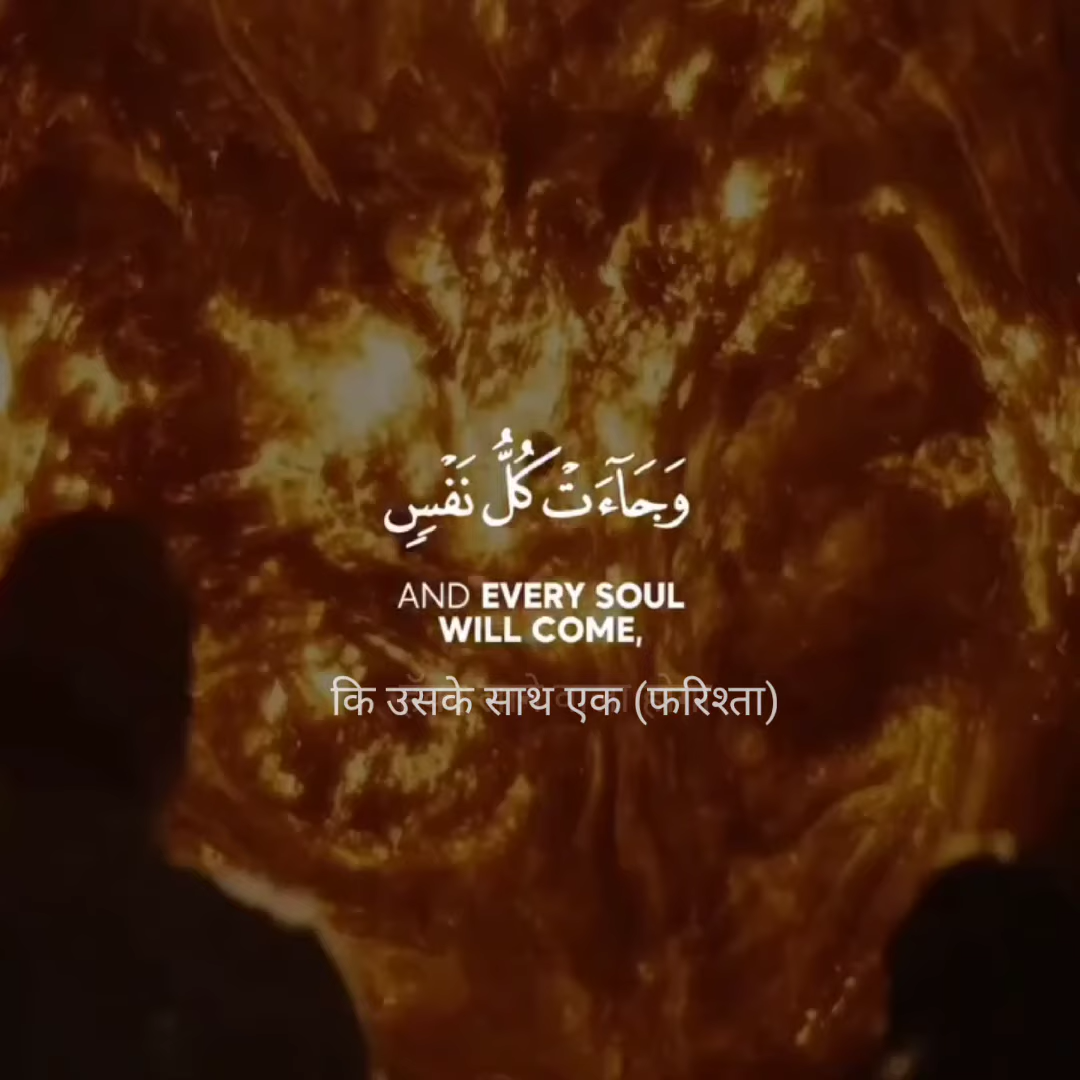 وَجَآءَتْ كُلُّ نَفْسٍ
AND EVERY SOUL
WILL COME,
कि उसके साथ एक (फरिश्ता)